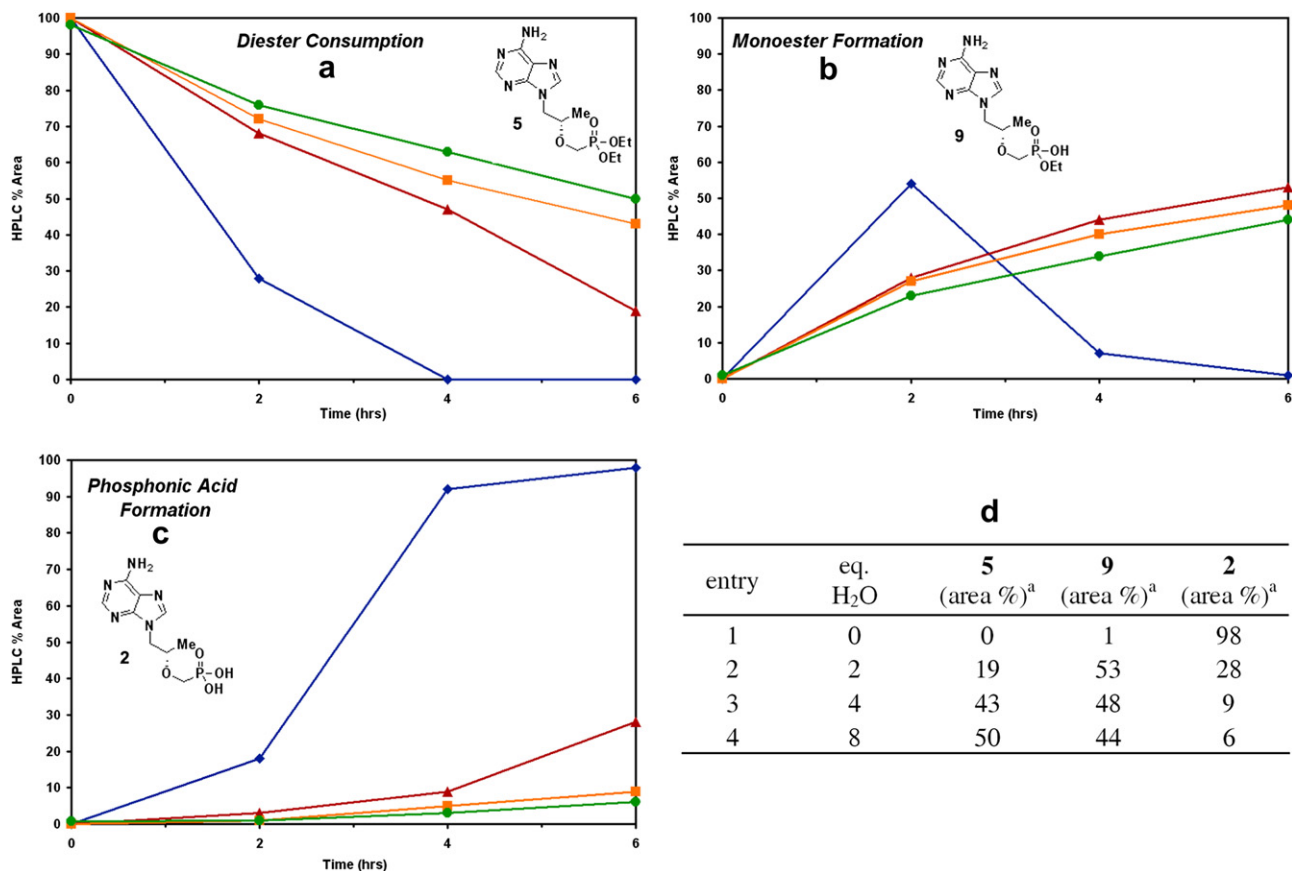 Diester Consumption
a
NH2
N
N
N
N
Me
O
5
O
P
OEt
OEt
HPLC % Area
100
90
80
70
60
50
40
30
20
10
0
0
2
4
6
Time (hrs)
Monoester Formation
b
NH2
N
N
N
N
Me
O
9
O
P
OH
OEt
HPLC % Area
100
90
80
70
60
50
40
30
20
10
0
0
2
4
6
Time (hrs)
Phosphonic Acid
Formation
c
NH2
N
N
N
N
Me
O
2
O
P
OH
OH
HPLC % Area
100
90
80
70
60
50
40
30
20
10
0
0
2
4
6
Time (hrs)
d
entry eq. H2O 5 (area %)a 9 (area %)a 2 (area %)a
1 0 0 1 98
2 2 19 53 28
3 4 43 48 9
4 8 50 44 6